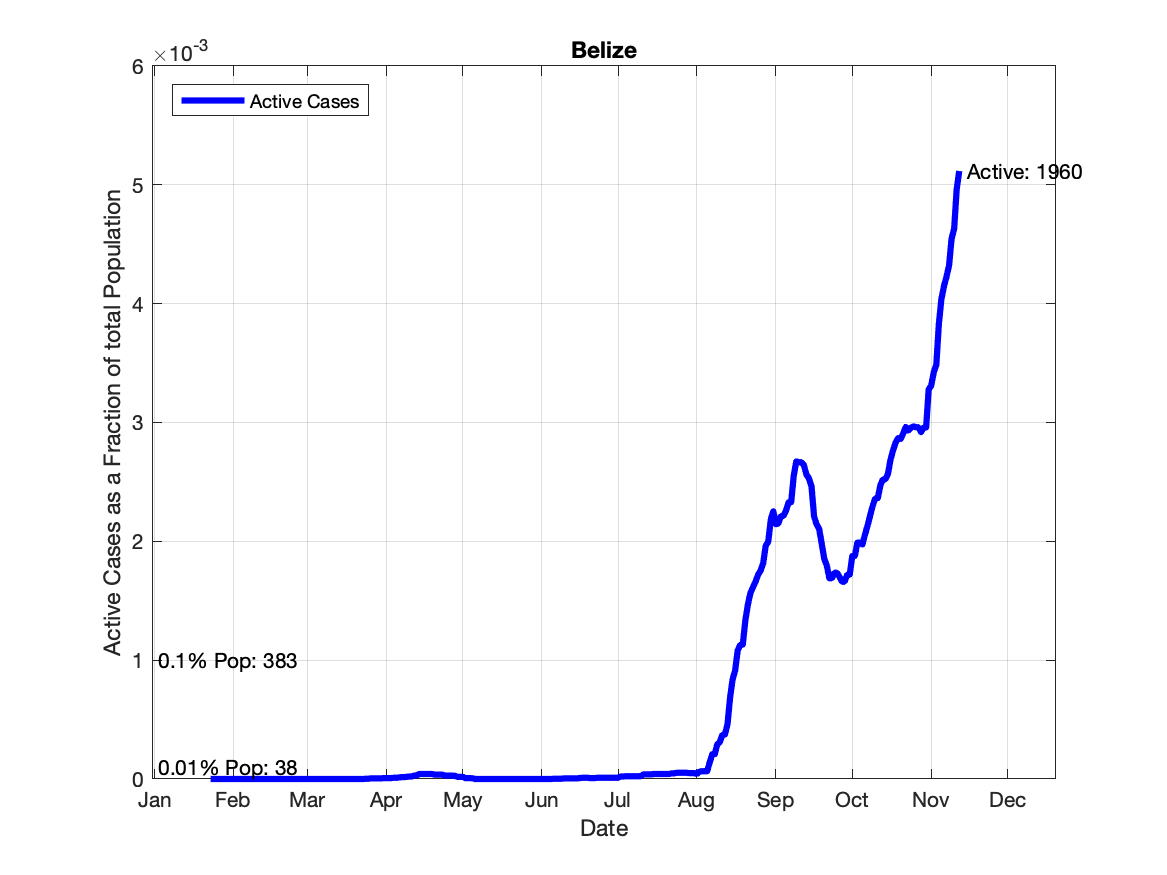 Belize
×10-3
6
5
4
3
2
1
0
Active Cases as a Fraction of total Population
Active Cases
Active: 1960
0.1% Pop: 383
0.01% Pop: 38
Jan Feb Mar Apr May Jun Jul Aug Sep Oct Nov Dec
Date